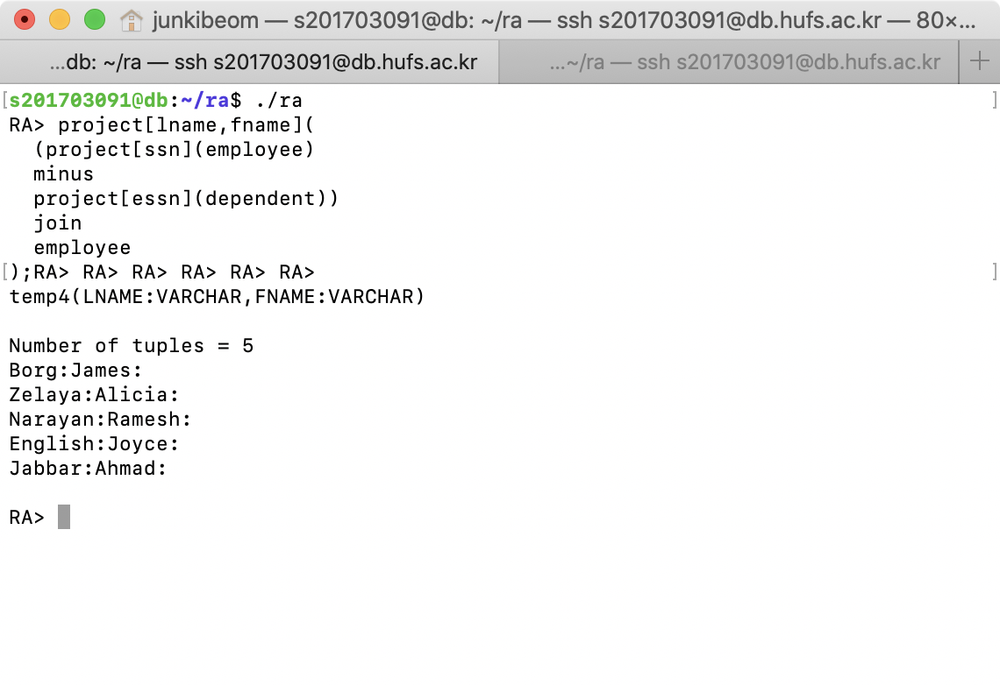 junkibeom — s201703091@db: ~/ra — ssh s201703091@db.hufs.ac.kr — 80×...
...db: ~/ra — ssh s201703091@db.hufs.ac.kr
...~/ra — ssh s201703091@db.hufs.ac.kr
[s201703091@db:~/ra$ ./ra ]
RA> project[lname,fname](
  (project[ssn](employee)
  minus
  project[essn](dependent))
  join
  employee
[);RA> RA> RA> RA> RA> RA> ]
temp4(LNAME:VARCHAR,FNAME:VARCHAR)
Number of tuples = 5
Borg:James:
Zelaya:Alicia:
Narayan:Ramesh:
English:Joyce:
Jabbar:Ahmad:
RA>